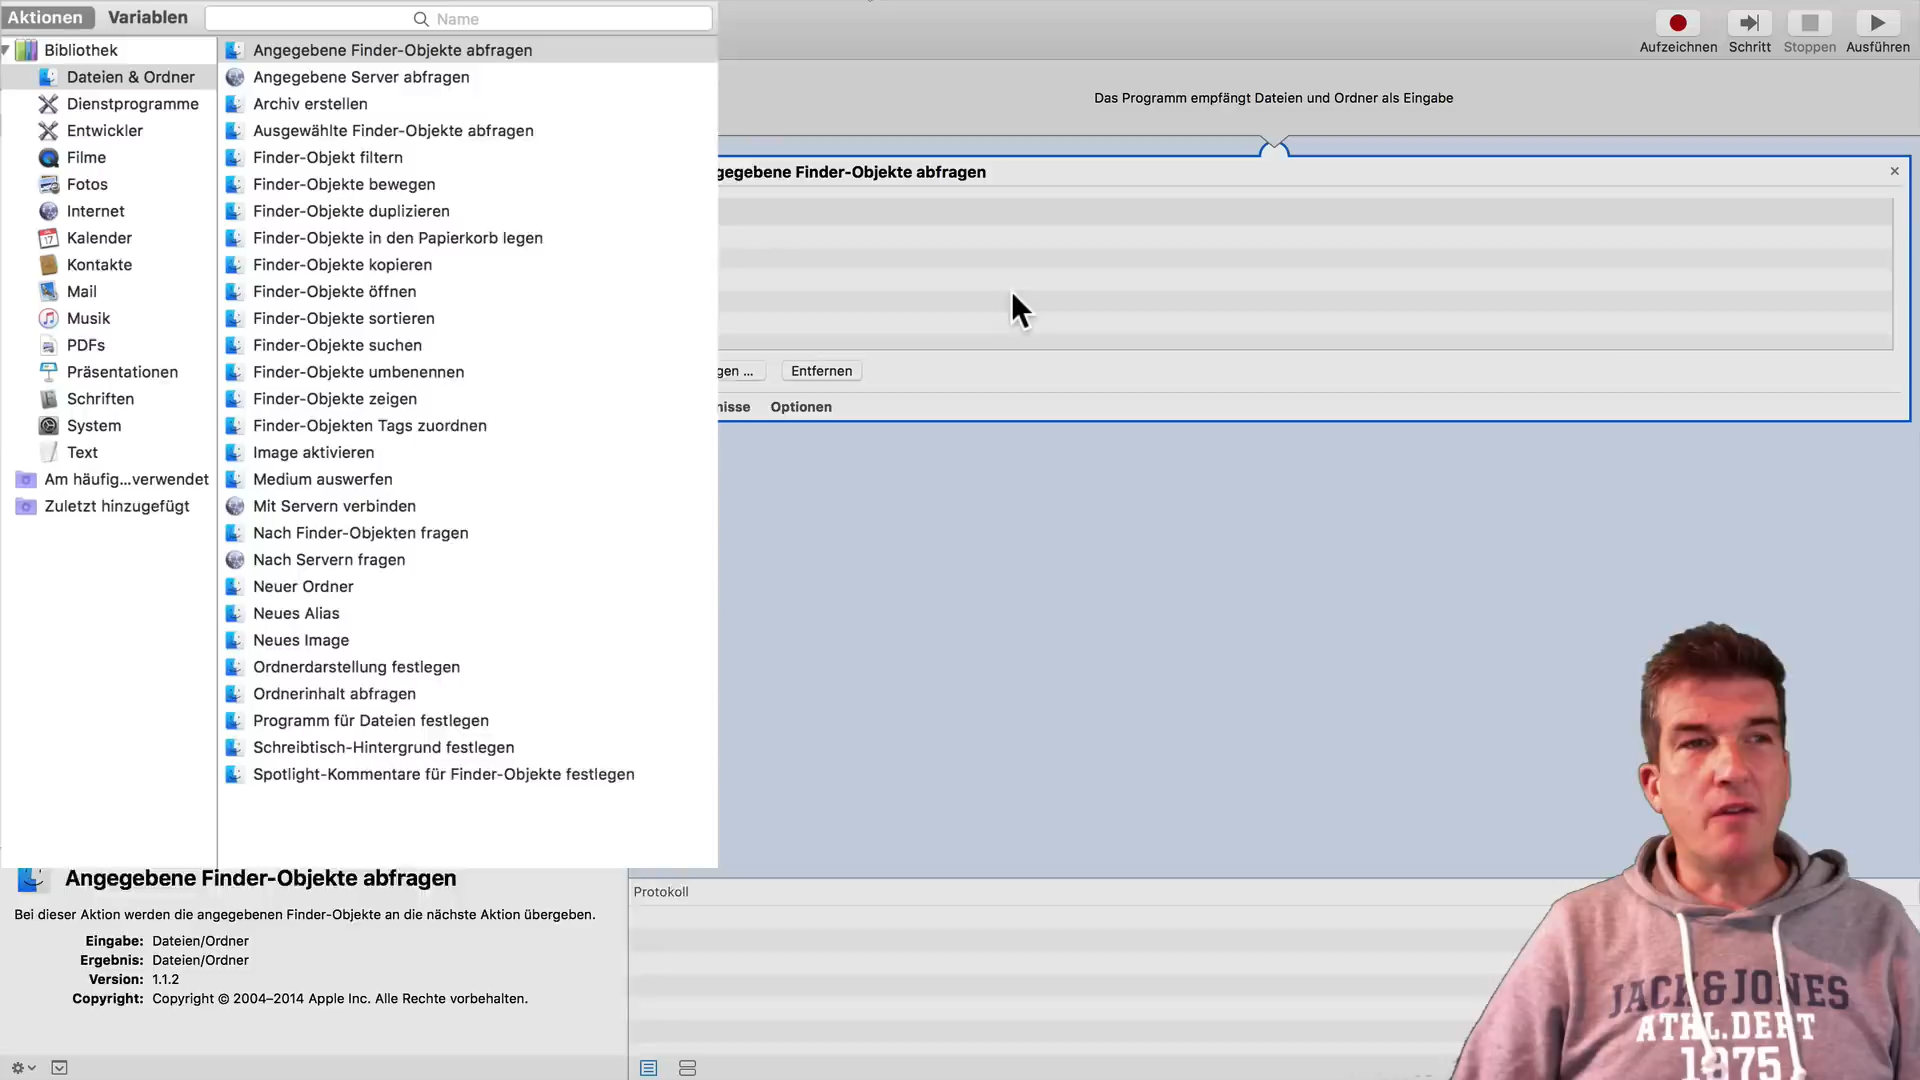 Aktionen
Variablen
Name
Aufzeichnen
Schritt
Stoppen
Ausführen
Bibliothek
Dateien & Ordner
Dienstprogramme
Entwickler
Filme
Fotos
Internet
Kalender
Kontakte
Mail
Musik
PDFs
Präsentationen
Schriften
System
Text
Am häufig...verwendet
Zuletzt hinzugefügt
Angegebene Finder-Objekte abfragen
Angegebene Server abfragen
Archiv erstellen
Ausgewählte Finder-Objekte abfragen
Finder-Objekt filtern
Finder-Objekte bewegen
Finder-Objekte duplizieren
Finder-Objekte in den Papierkorb legen
Finder-Objekte kopieren
Finder-Objekte öffnen
Finder-Objekte sortieren
Finder-Objekte suchen
Finder-Objekte umbenennen
Finder-Objekte zeigen
Finder-Objekten Tags zuordnen
Image aktivieren
Medium auswerfen
Mit Servern verbinden
Nach Finder-Objekten fragen
Nach Servern fragen
Neuer Ordner
Neues Alias
Neues Image
Ordnerdarstellung festlegen
Ordnerinhalt abfragen
Programm für Dateien festlegen
Schreibtisch-Hintergrund festlegen
Spotlight-Kommentare für Finder-Objekte festlegen
Das Programm empfängt Dateien und Ordner als Eingabe
gegebene Finder-Objekte abfragen
gen ...
Entfernen
nisse
Optionen
Angegebene Finder-Objekte abfragen
Bei dieser Aktion werden die angegebenen Finder-Objekte an die nächste Aktion übergeben.
Eingabe: Dateien/Ordner
Ergebnis: Dateien/Ordner
Version: 1.1.2
Copyright: Copyright © 2004–2014 Apple Inc. Alle Rechte vorbehalten.
Protokoll
JACK&JONES
ATHL.DEPT
1975